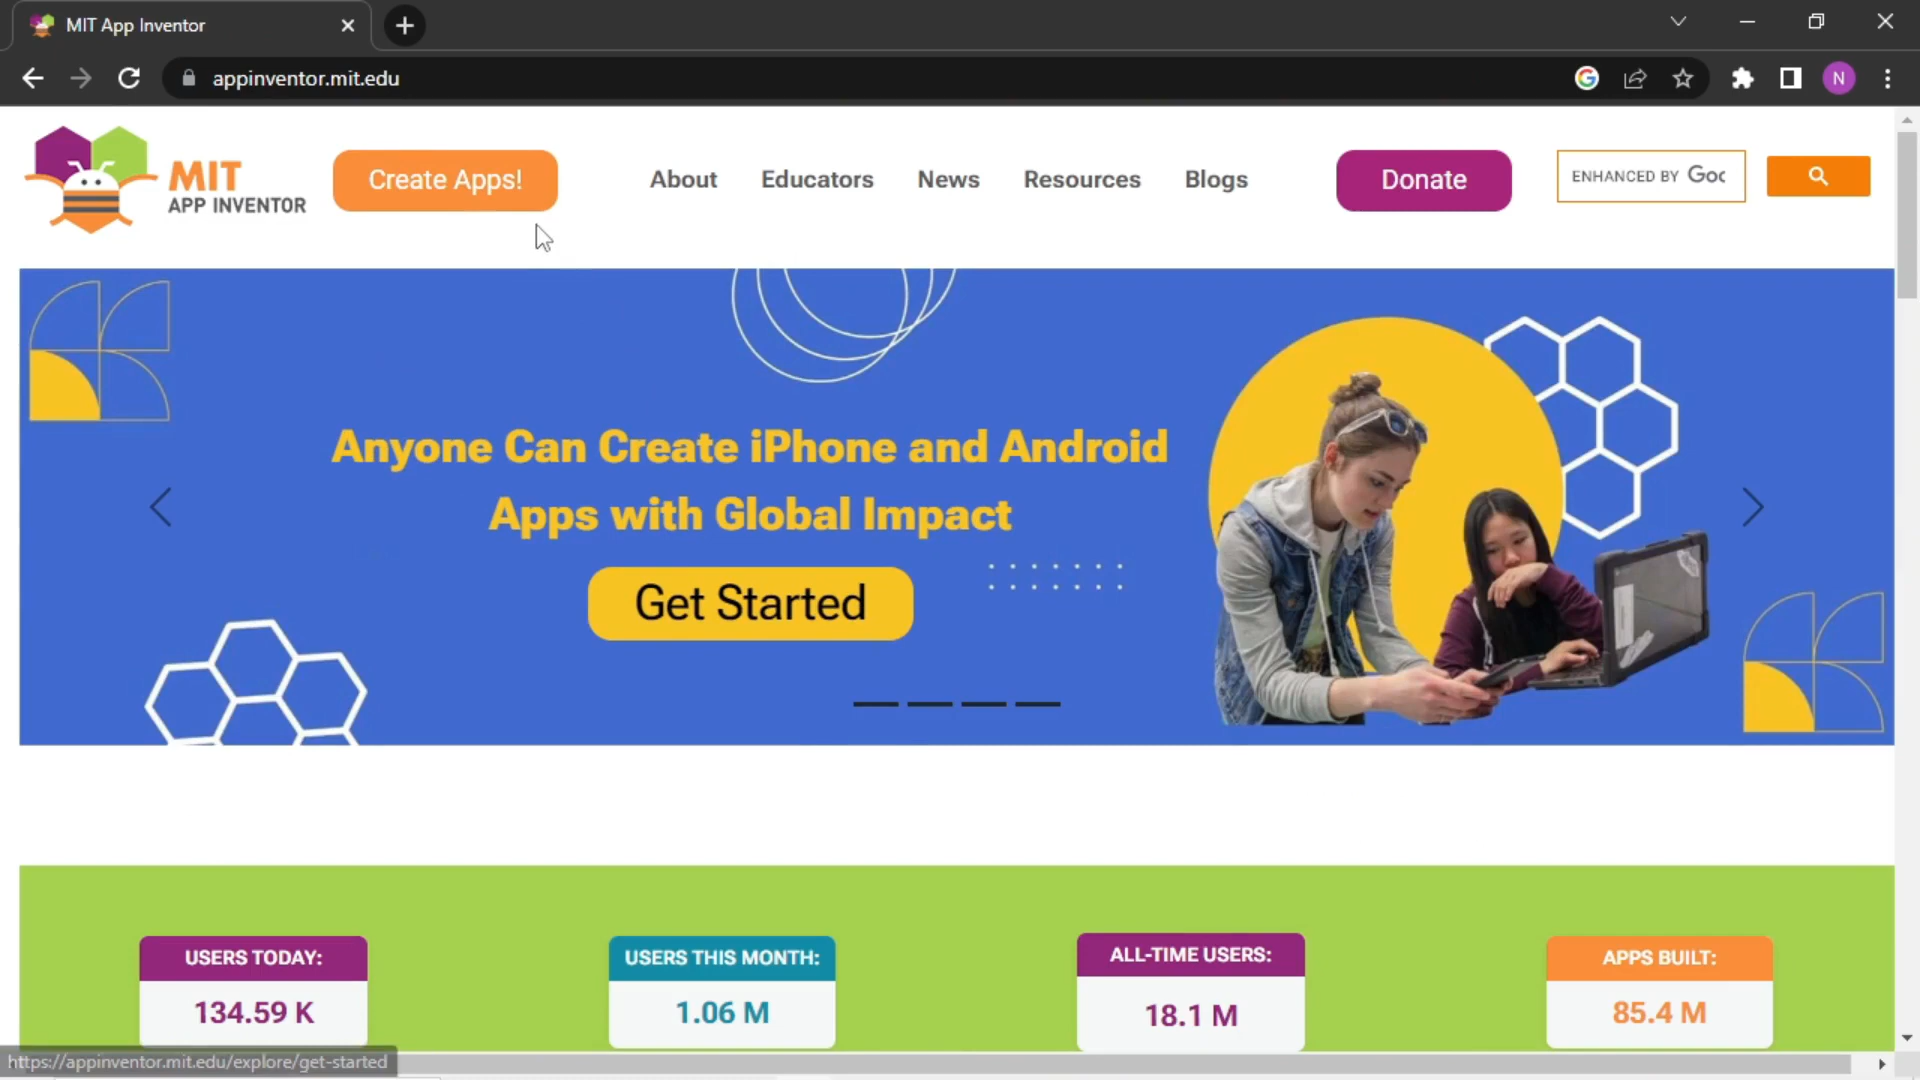 MIT App Inventor
appinventor.mit.edu
N
MIT
APP INVENTOR
Create Apps!
About
Educators
News
Resources
Blogs
Donate
ENHANCED BY Goo
Anyone Can Create iPhone and Android
Apps with Global Impact
Get Started
USERS TODAY:
134.59 K
USERS THIS MONTH:
1.06 M
ALL-TIME USERS:
18.1 M
APPS BUILT:
85.4 M
https://appinventor.mit.edu/explore/get-started